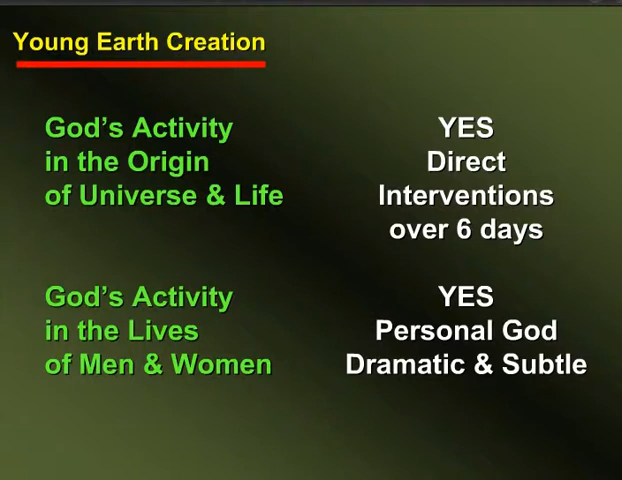 Young Earth Creation
God's Activity YES
in the Origin Direct
of Universe & Life Interventions
over 6 days
God's Activity YES
in the Lives Personal God
of Men & Women Dramatic & Subtle